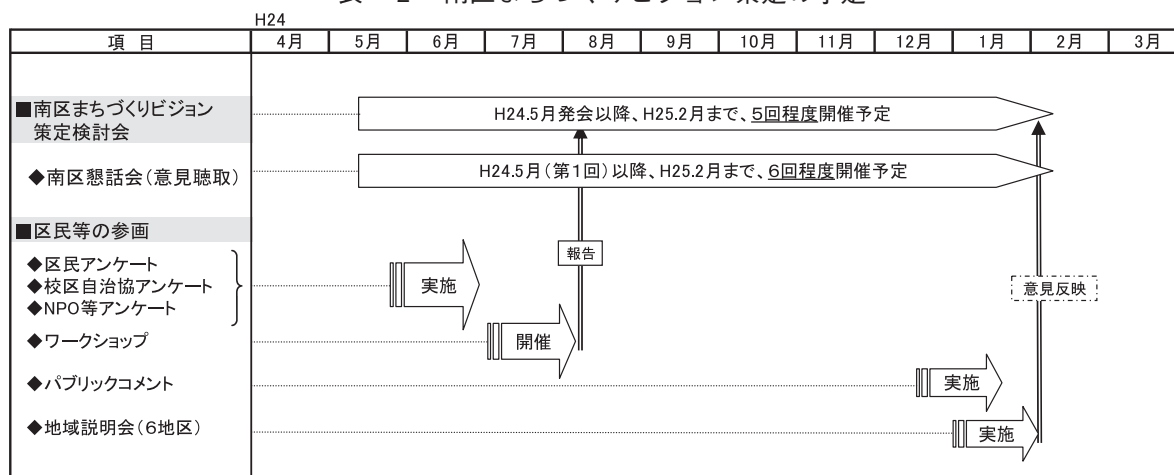 H24
項 目 4月 5月 6月 7月 8月 9月 10月 11月 12月 1月 2月 3月
■南区まちづくりビジョン
策定検討会
H24.5月発会以降、H25.2月まで、5回程度開催予定
◆南区懇話会(意見聴取)
H24.5月(第1回)以降、H25.2月まで、6回程度開催予定
■区民等の参画
報告
◆区民アンケート
◆校区自治協アンケート
◆NPO等アンケート
実施
意見反映
◆ワークショップ
開催
◆パブリックコメント
実施
◆地域説明会(6地区)
実施